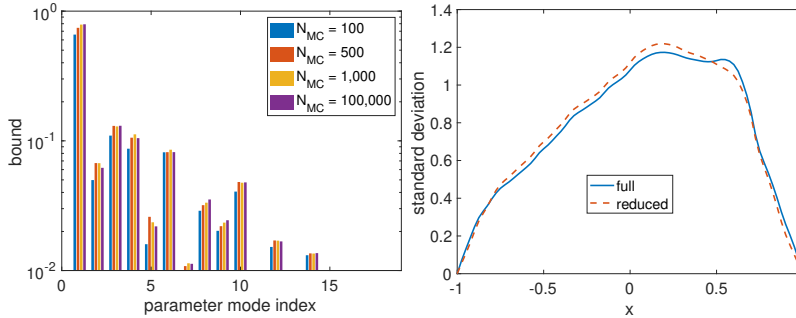 10^0
10^-1
10^-2
bound
0 5 10 15
parameter mode index
N_MC = 100
N_MC = 500
N_MC = 1,000
N_MC = 100,000
1.4
1.2
1
0.8
0.6
0.4
0.2
0
standard deviation
-1 -0.5 0 0.5
x
full
reduced